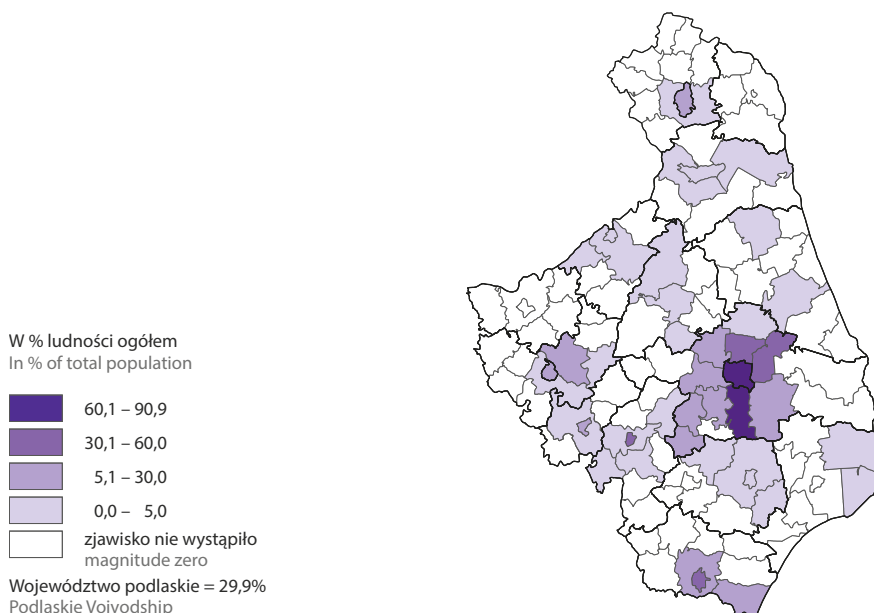 W % ludności ogółem
In % of total population
60,1 – 90,9
30,1 – 60,0
5,1 – 30,0
0,0 – 5,0
zjawisko nie wystąpiło
magnitude zero
Województwo podlaskie = 29,9%
Podlaskie Voivodship